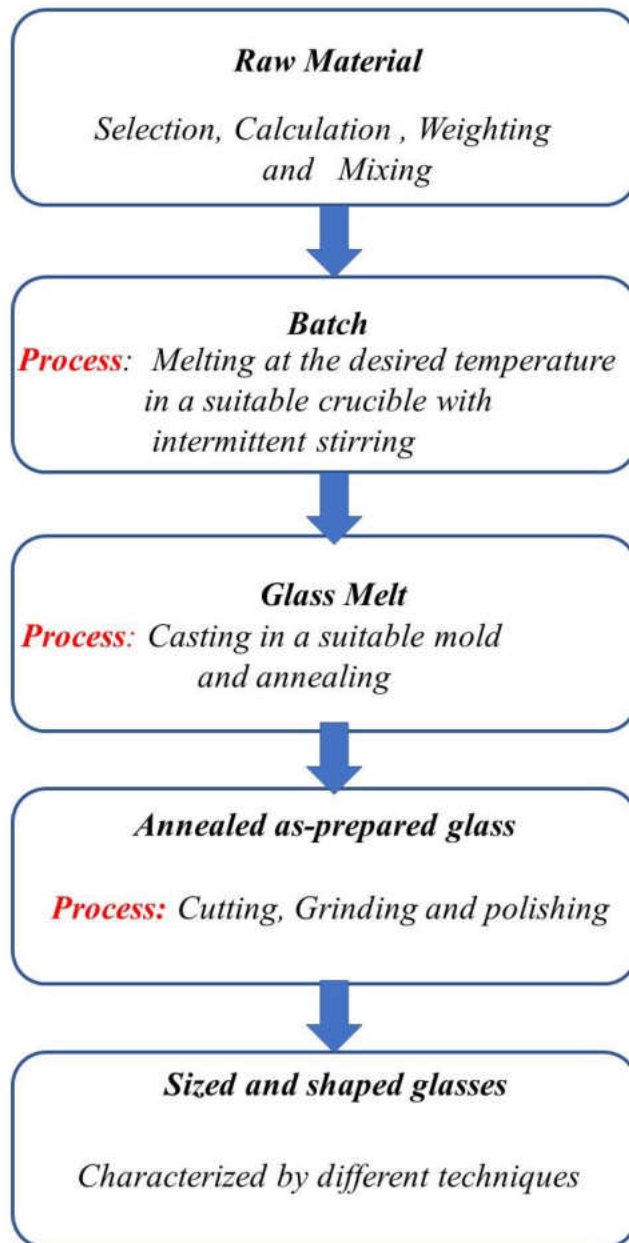 Raw Material
Selection, Calculation , Weighting
and Mixing
Batch
Process: Melting at the desired temperature
in a suitable crucible with
intermittent stirring
Glass Melt
Process: Casting in a suitable mold
and annealing
Annealed as-prepared glass
Process: Cutting, Grinding and polishing
Sized and shaped glasses
Characterized by different techniques